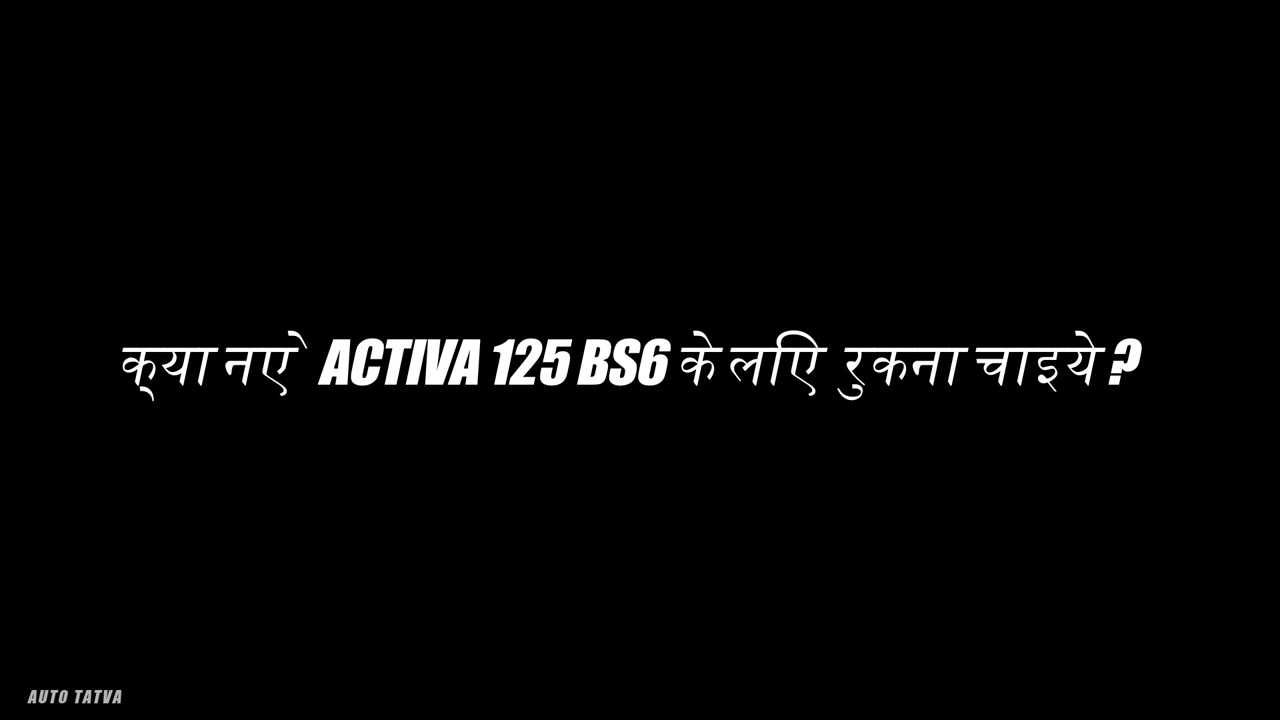 क्या नए ACTIVA 125 BS6 के लिए रुकना चाइये ?
AUTO TATVA